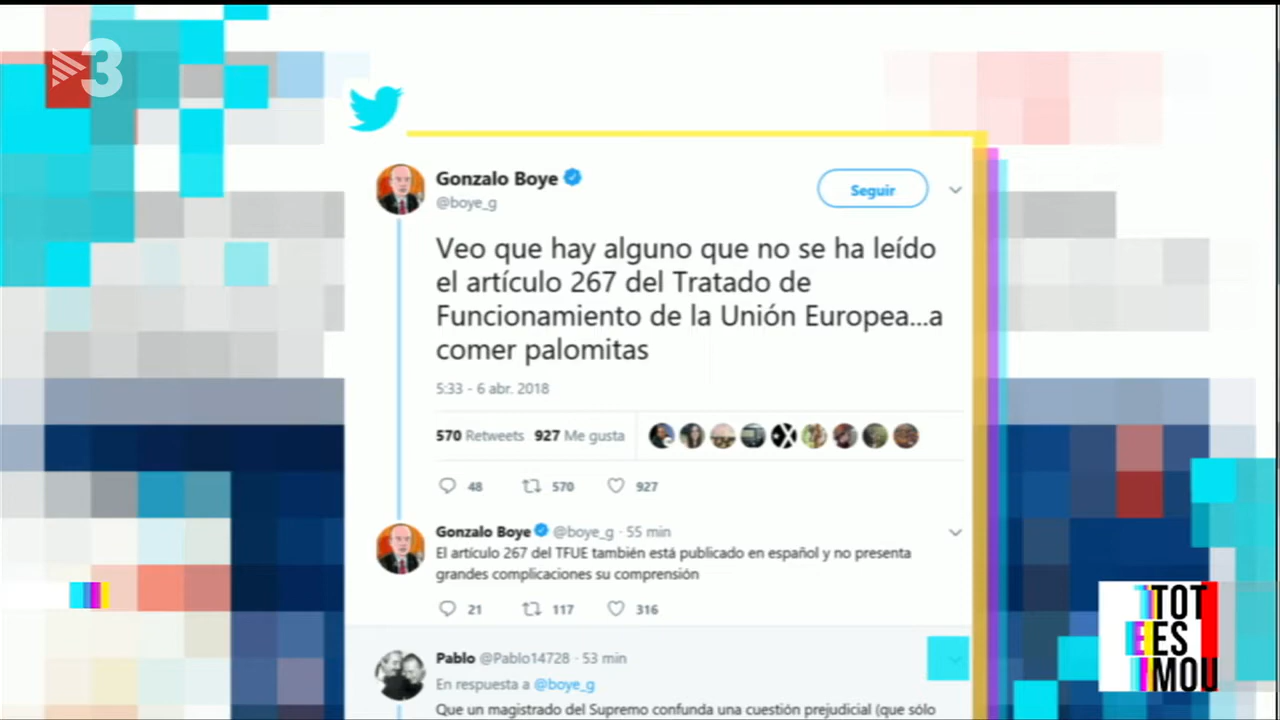 3
Gonzalo Boye
@boye_g
Seguir
Veo que hay alguno que no se ha leído
el artículo 267 del Tratado de
Funcionamiento de la Unión Europea...a
comer palomitas
5:33 - 6 abr. 2018
570 Retweets 927 Me gusta
48 570 927
Gonzalo Boye @boye_g · 55 min
El artículo 267 del TFUE también está publicado en español y no presenta
grandes complicaciones su comprensión
21 117 316
Pablo @Pablo14728 · 53 min
En respuesta a @boye_g
Que un magistrado del Supremo confunda una cuestión prejudicial (que sólo
TOT
ES
MOU